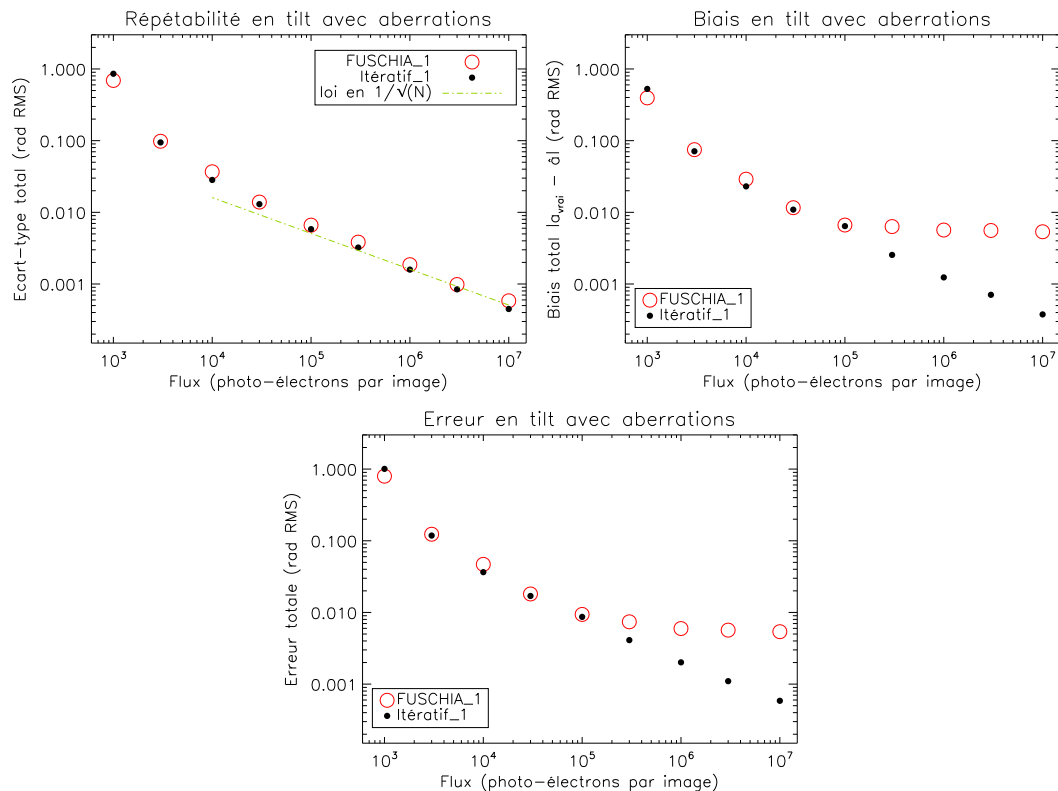 Répétabilité en tilt avec aberrations
Ecart-type total (rad RMS)
1.000
0.100
0.010
0.001
FUSCHIA_1
Itératif_1
loi en 1/√(N)
10³ 10⁴ 10⁵ 10⁶ 10⁷
Flux (photo-électrons par image)
Biais en tilt avec aberrations
Biais total |a_vrai − â| (rad RMS)
1.000
0.100
0.010
0.001
FUSCHIA_1
Itératif_1
10³ 10⁴ 10⁵ 10⁶ 10⁷
Flux (photo-électrons par image)
Erreur en tilt avec aberrations
Erreur totale (rad RMS)
1.000
0.100
0.010
0.001
FUSCHIA_1
Itératif_1
10³ 10⁴ 10⁵ 10⁶ 10⁷
Flux (photo-électrons par image)